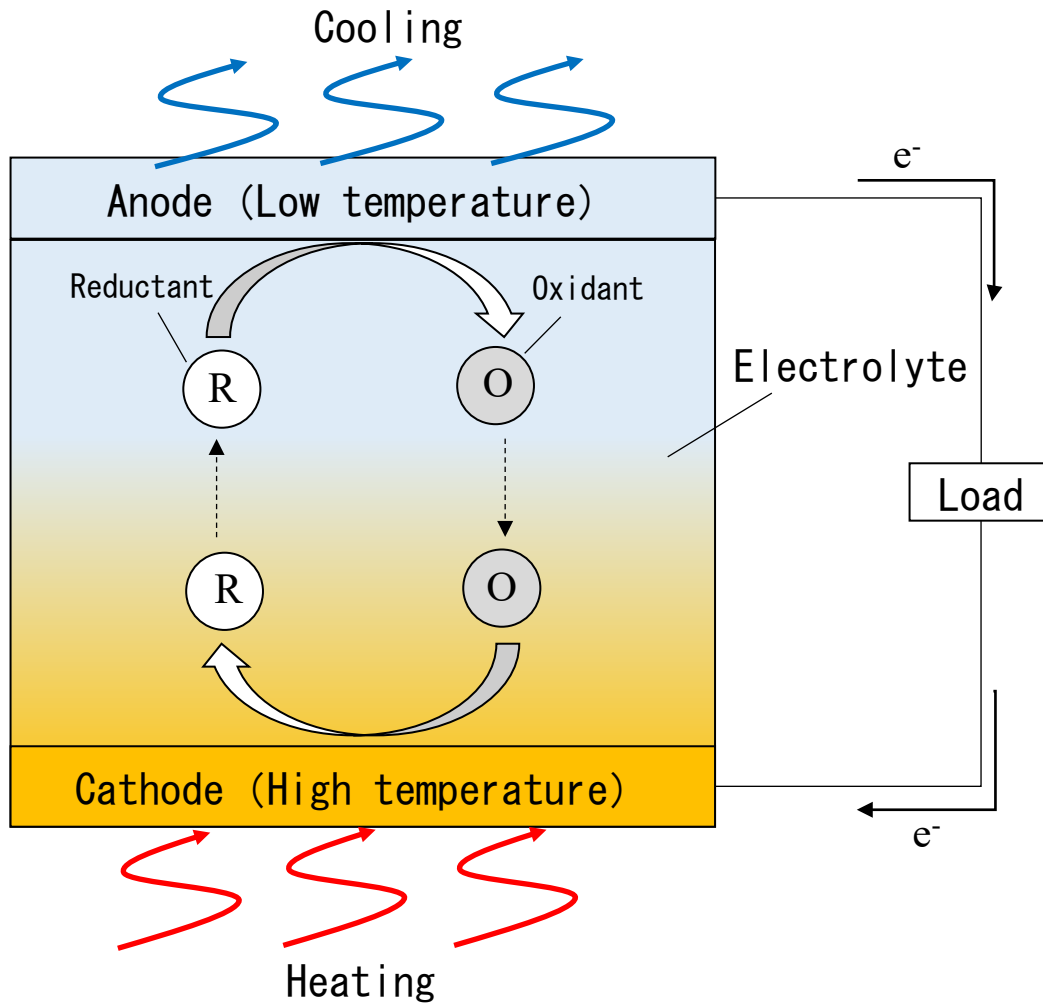 Cooling
e-
Anode (Low temperature)
Reductant
Oxidant
R
O
Electrolyte
Load
R
O
Cathode (High temperature)
e-
Heating